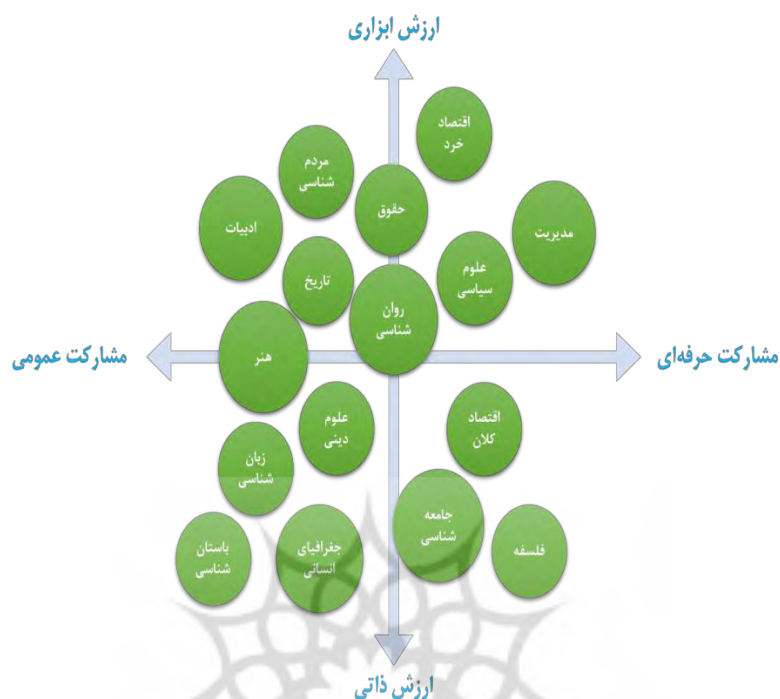 ارزش ابزاری
اقتصاد
خرد
مردم
شناسی
حقوق
ادبیات
مدیریت
علوم
سیاسی
تاریخ
روان
شناسی
مشارکت حرفه‌ای
هنر
مشارکت عمومی
اقتصاد
کلان
علوم
دینی
زبان
شناسی
جامعه
شناسی
فلسفه
جغرافیای
انسانی
باستان
شناسی
ارزش ذاتی